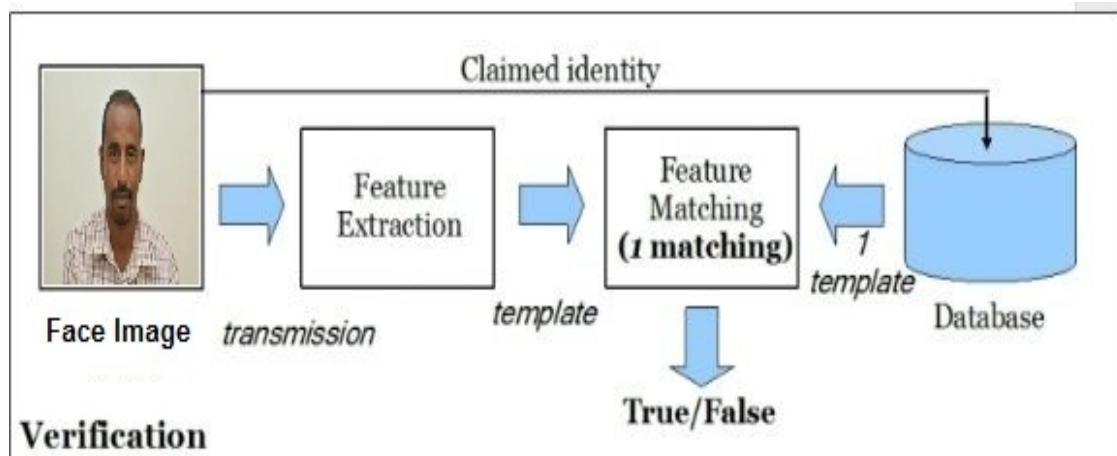 Claimed identity
Feature
Extraction
Feature
Matching
(1 matching)
1
template
Database
Face Image
transmission
template
True/False
Verification